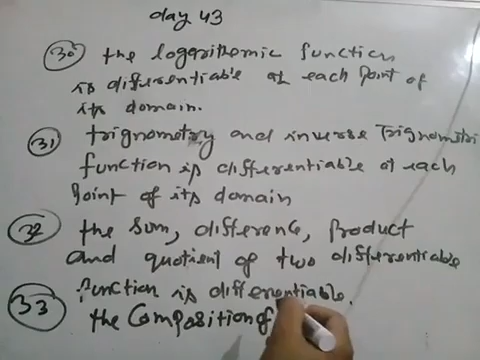 day 43
30 the logarithemic function
is differentiable at each point of
its domain.
31 trignometry and inverse Trignometri
function is differentiable at each
point of its domain
32 the sum, difference, product
and quotient of two differentiable
function is differentiable.
33 the Composition of